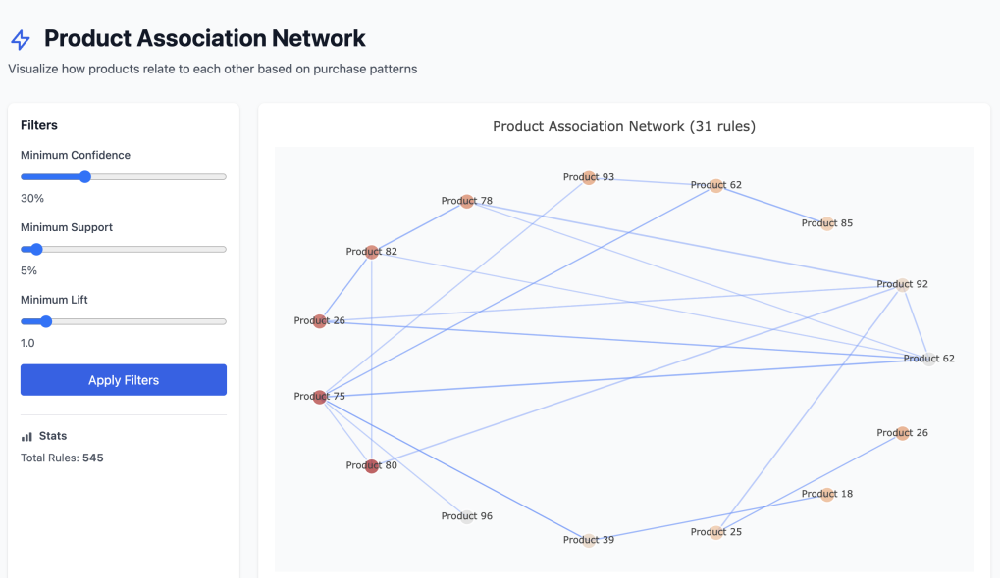 Product Association Network
Visualize how products relate to each other based on purchase patterns
Filters
Minimum Confidence
30%
Minimum Support
5%
Minimum Lift
1.0
Apply Filters
Stats
Total Rules: 545
Product Association Network (31 rules)
Product 93
Product 62
Product 78
Product 85
Product 82
Product 92
Product 26
Product 62
Product 75
Product 26
Product 80
Product 18
Product 96
Product 25
Product 39